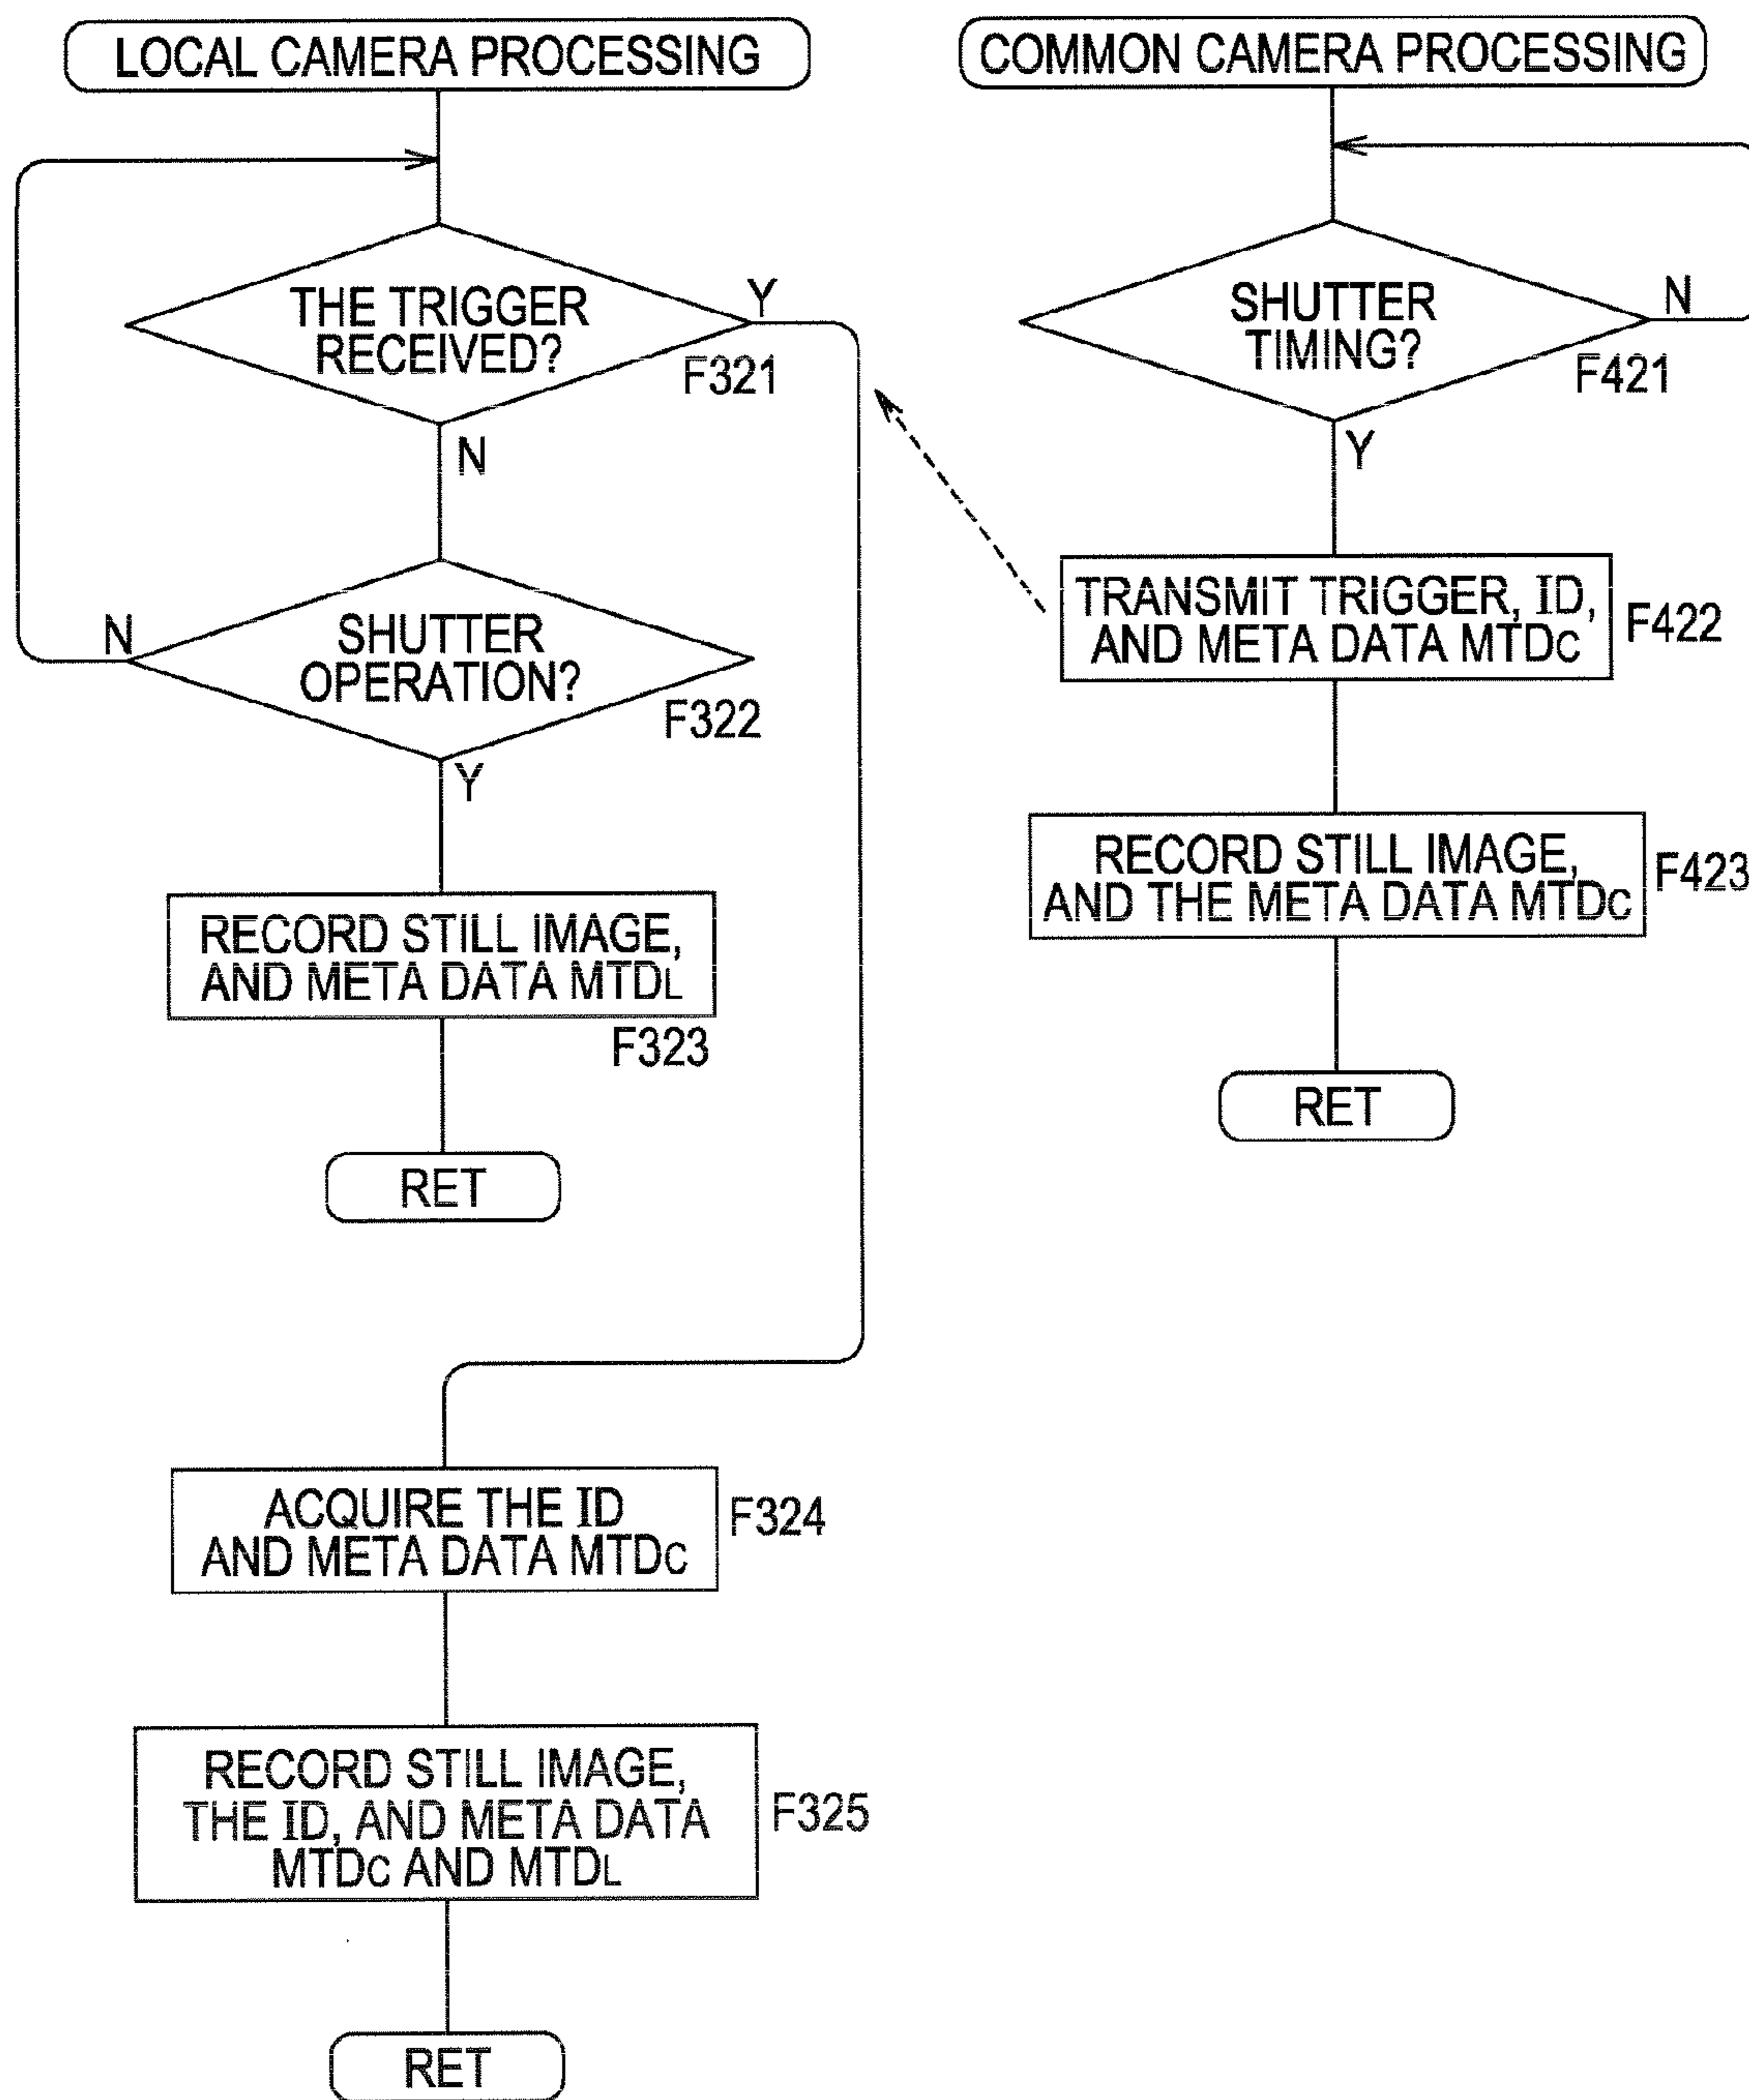 LOCAL CAMERA PROCESSING
THE TRIGGER
RECEIVED?
Y
F321
N
SHUTTER
OPERATION?
N
F322
Y
RECORD STILL IMAGE,
AND META DATA MTDL
F323
RET
ACQUIRE THE ID
AND META DATA MTDC
F324
RECORD STILL IMAGE,
THE ID, AND META DATA
MTDC AND MTDL
F325
RET
COMMON CAMERA PROCESSING
SHUTTER
TIMING?
N
F421
Y
TRANSMIT TRIGGER, ID,
AND META DATA MTDC
F422
RECORD STILL IMAGE,
AND THE META DATA MTDC
F423
RET